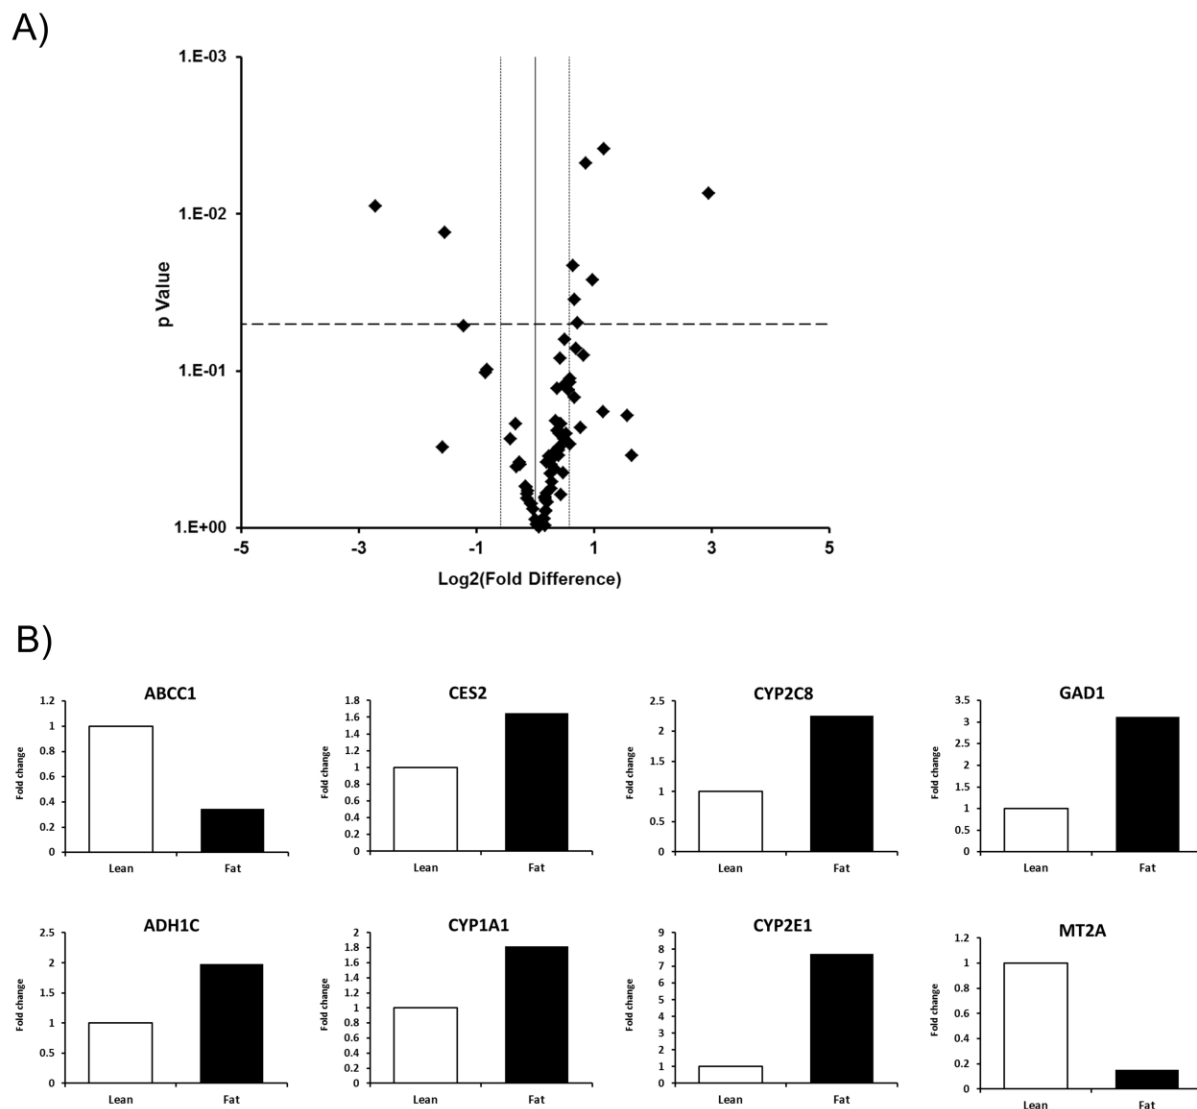 A)
1.E-03
1.E-02
1.E-01
1.E+00
p Value
-5 -3 -1 1 3 5
Log2(Fold Difference)
B)
ABCC1
1.2
1
0.8
0.6
0.4
0.2
0
Fold change
Lean Fat
CES2
1.8
1.6
1.4
1.2
1
0.8
0.6
0.4
0.2
0
Fold change
Lean Fat
CYP2C8
2.5
2
1.5
1
0.5
0
Fold change
Lean Fat
GAD1
3.5
3
2.5
2
1.5
1
0.5
0
Fold change
Lean Fat
ADH1C
2.5
2
1.5
1
0.5
0
Fold change
Lean Fat
CYP1A1
2
1.8
1.6
1.4
1.2
1
0.8
0.6
0.4
0.2
0
Fold change
Lean Fat
CYP2E1
9
8
7
6
5
4
3
2
1
0
Fold change
Lean Fat
MT2A
1.2
1
0.8
0.6
0.4
0.2
0
Fold change
Lean Fat